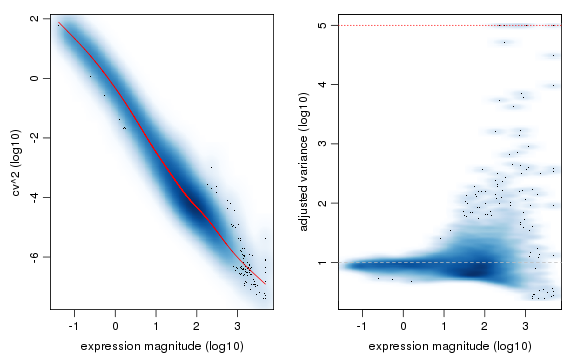 cv^2 (log10)
2
0
-2
-4
-6
-1 0 1 2 3
expression magnitude (log10)
adjusted variance (log10)
5
4
3
2
1
-1 0 1 2 3
expression magnitude (log10)